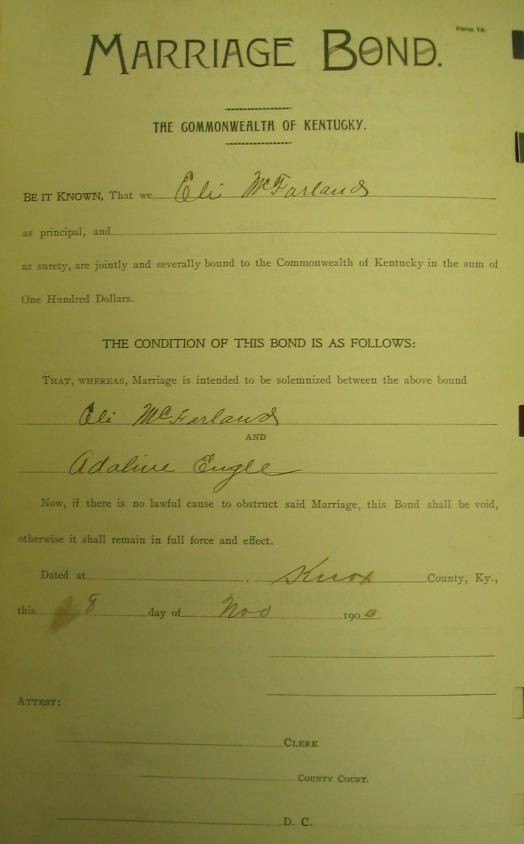 Form 18.
MARRIAGE BOND.
THE COMMONWEALTH OF KENTUCKY.
BE IT KNOWN, That we, Eli McFarland
as principal, and
as surety, are jointly and severally bound to the Commonwealth of Kentucky in the sum of
One Hundred Dollars.
THE CONDITION OF THIS BOND IS AS FOLLOWS:
THAT, WHEREAS, Marriage is intended to be solemnized between the above bound
Eli McFarland
AND
Adaline Engle
Now, if there is no lawful cause to obstruct said Marriage, this Bond shall be void,
otherwise it shall remain in full force and effect.
Dated at , Knox County, Ky.,
this 8 day of Nov 1900
ATTEST:
CLERK
COUNTY COURT.
D. C.